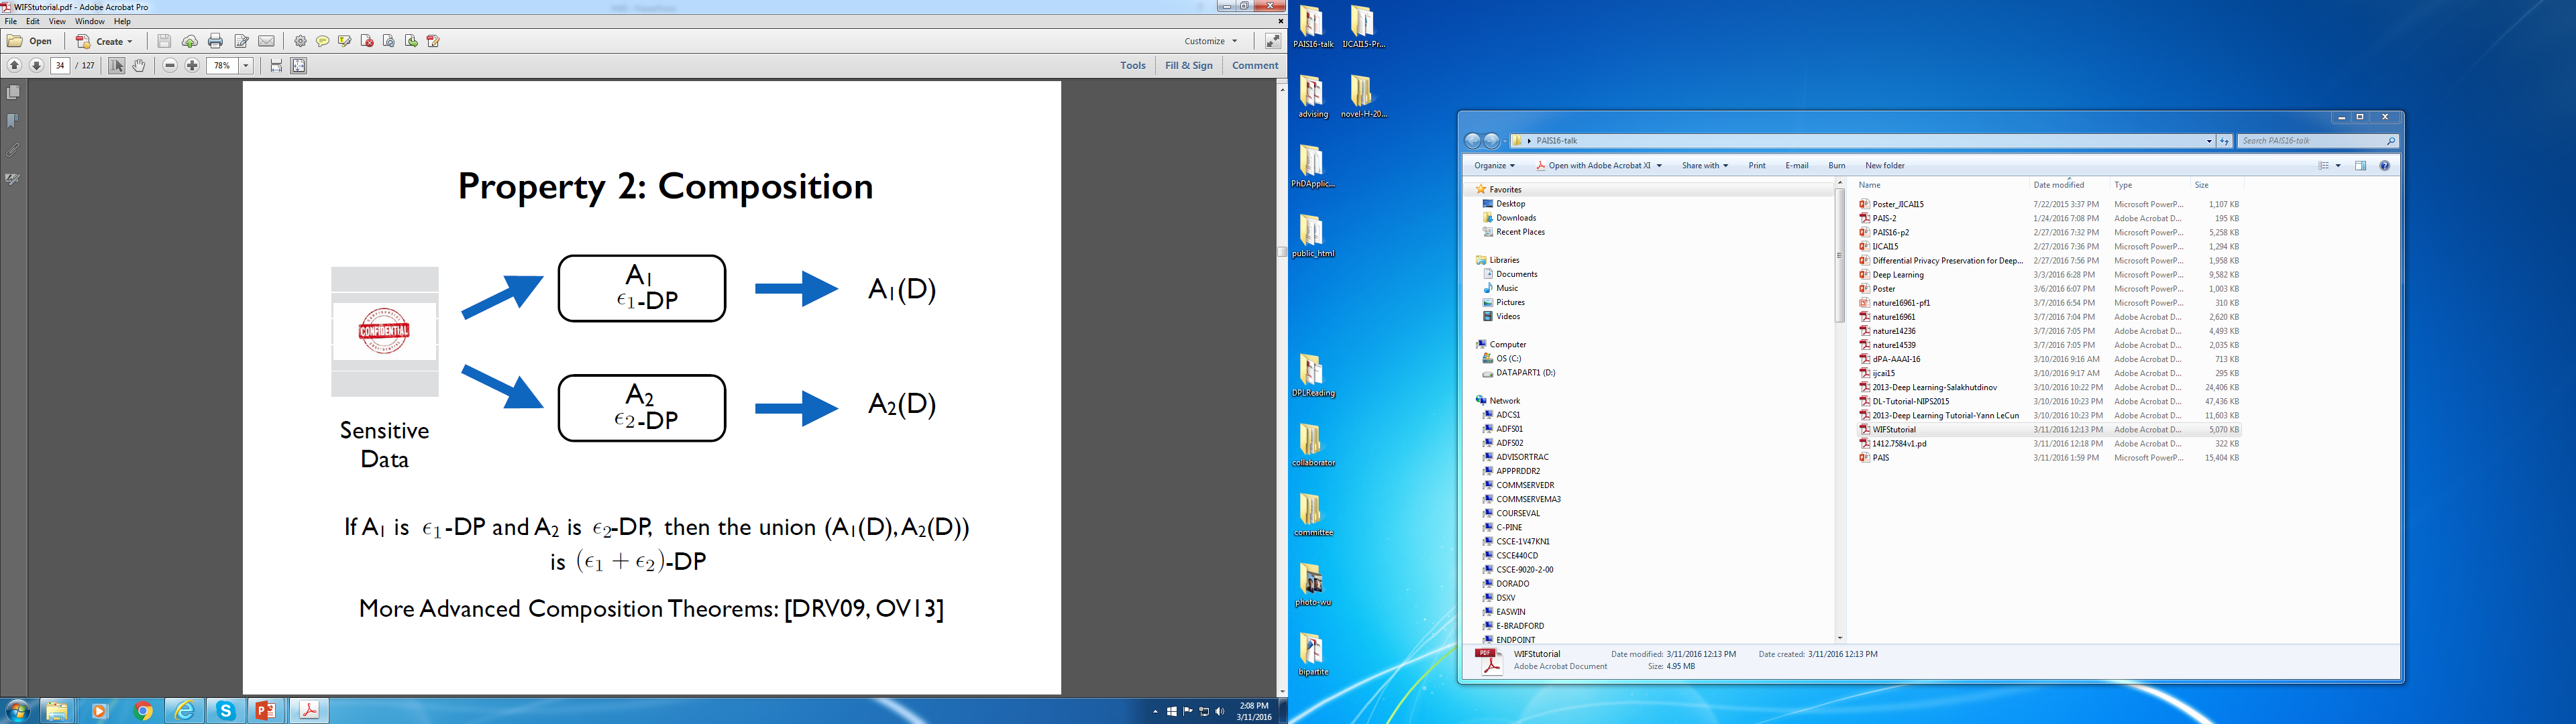 WIFStutorial.pdf - Adobe Acrobat Pro
File Edit View Window Help
Open Create Customize
34 / 127 78% Tools Fill & Sign Comment
Property 2: Composition
CONFIDENTIAL
Sensitive
Data
A1
ϵ1-DP
A1(D)
A2
ϵ2-DP
A2(D)
If A1 is ϵ1-DP and A2 is ϵ2-DP, then the union (A1(D), A2(D))
is (ϵ1 + ϵ2)-DP
More Advanced Composition Theorems: [DRV09, OV13]
2:08 PM
3/11/2016
PAIS16-talk
IJCAI15-Pr...
advising
novel-H-20...
PhDApplic...
public_html
DPLReading
collaborator
committee
photo-wu
bipartite
PAIS16-talk
Search PAIS16-talk
Organize Open with Adobe Acrobat XI Share with Print E-mail Burn New folder
Favorites
Desktop
Downloads
Recent Places
Libraries
Documents
Music
Pictures
Videos
Computer
OS (C:)
DATAPART1 (D:)
Network
ADCS1
ADFS01
ADFS02
ADVISORTRAC
APPPRDDR2
COMMSERVEDR
COMMSERVEMA3
COURSEVAL
C-PINE
CSCE-1V47KN1
CSCE440CD
CSCE-9020-2-00
DORADO
DSXV
EASWIN
E-BRADFORD
ENDPOINT
Name Date modified Type Size
Poster_IJCAI15 7/22/2015 3:37 PM Microsoft PowerP... 1,107 KB
PAIS-2 1/24/2016 7:08 PM Adobe Acrobat D... 195 KB
PAIS16-p2 2/27/2016 7:32 PM Microsoft PowerP... 5,258 KB
IJCAI15 2/27/2016 7:36 PM Microsoft PowerP... 1,294 KB
Differential Privacy Preservation for Deep... 2/27/2016 7:56 PM Microsoft PowerP... 1,958 KB
Deep Learning 3/3/2016 6:28 PM Microsoft PowerP... 9,582 KB
Poster 3/6/2016 6:07 PM Microsoft PowerP... 1,003 KB
nature16961-pf1 3/7/2016 6:54 PM Microsoft PowerP... 310 KB
nature16961 3/7/2016 7:04 PM Adobe Acrobat D... 2,620 KB
nature14236 3/7/2016 7:05 PM Adobe Acrobat D... 4,493 KB
nature14539 3/7/2016 7:05 PM Adobe Acrobat D... 2,035 KB
dPA-AAAI-16 3/10/2016 9:16 AM Adobe Acrobat D... 713 KB
ijcai15 3/10/2016 9:17 AM Adobe Acrobat D... 295 KB
2013-Deep Learning-Salakhutdinov 3/10/2016 10:22 PM Adobe Acrobat D... 24,406 KB
DL-Tutorial-NIPS2015 3/10/2016 10:23 PM Adobe Acrobat D... 47,436 KB
2013-Deep Learning Tutorial-Yann LeCun 3/10/2016 10:23 PM Adobe Acrobat D... 11,603 KB
WIFStutorial 3/11/2016 12:13 PM Adobe Acrobat D... 5,070 KB
1412.7584v1.pd 3/11/2016 12:18 PM Adobe Acrobat D... 322 KB
PAIS 3/11/2016 1:59 PM Microsoft PowerP... 15,404 KB
WIFStutorial Date modified: 3/11/2016 12:13 PM Date created: 3/11/2016 12:13 PM
Adobe Acrobat Document Size: 4.95 MB